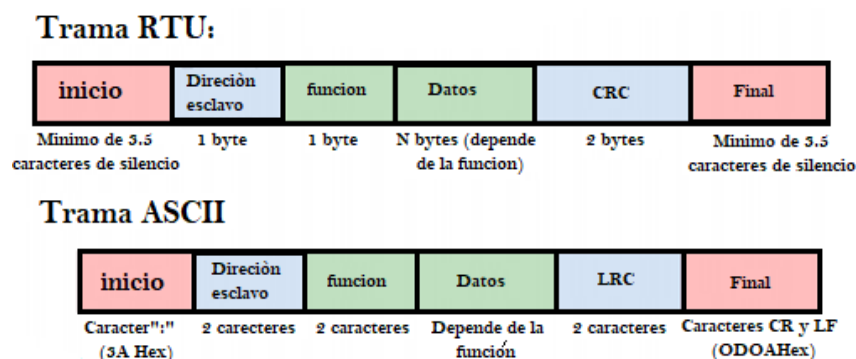 Trama RTU:
inicio
Direciòn
esclavo
funcion
Datos
CRC
Final
Minimo de 3.5
caracteres de silencio
1 byte
1 byte
N bytes (depende
de la funcion)
2 bytes
Minimo de 3.5
caracteres de silencio
Trama ASCII
inicio
Direciòn
esclavo
funcion
Datos
LRC
Final
Caracter":"
(3A Hex)
2 carecteres
2 caracteres
Depende de la
función
2 caracteres
Caracteres CR y LF
(ODOAHex)